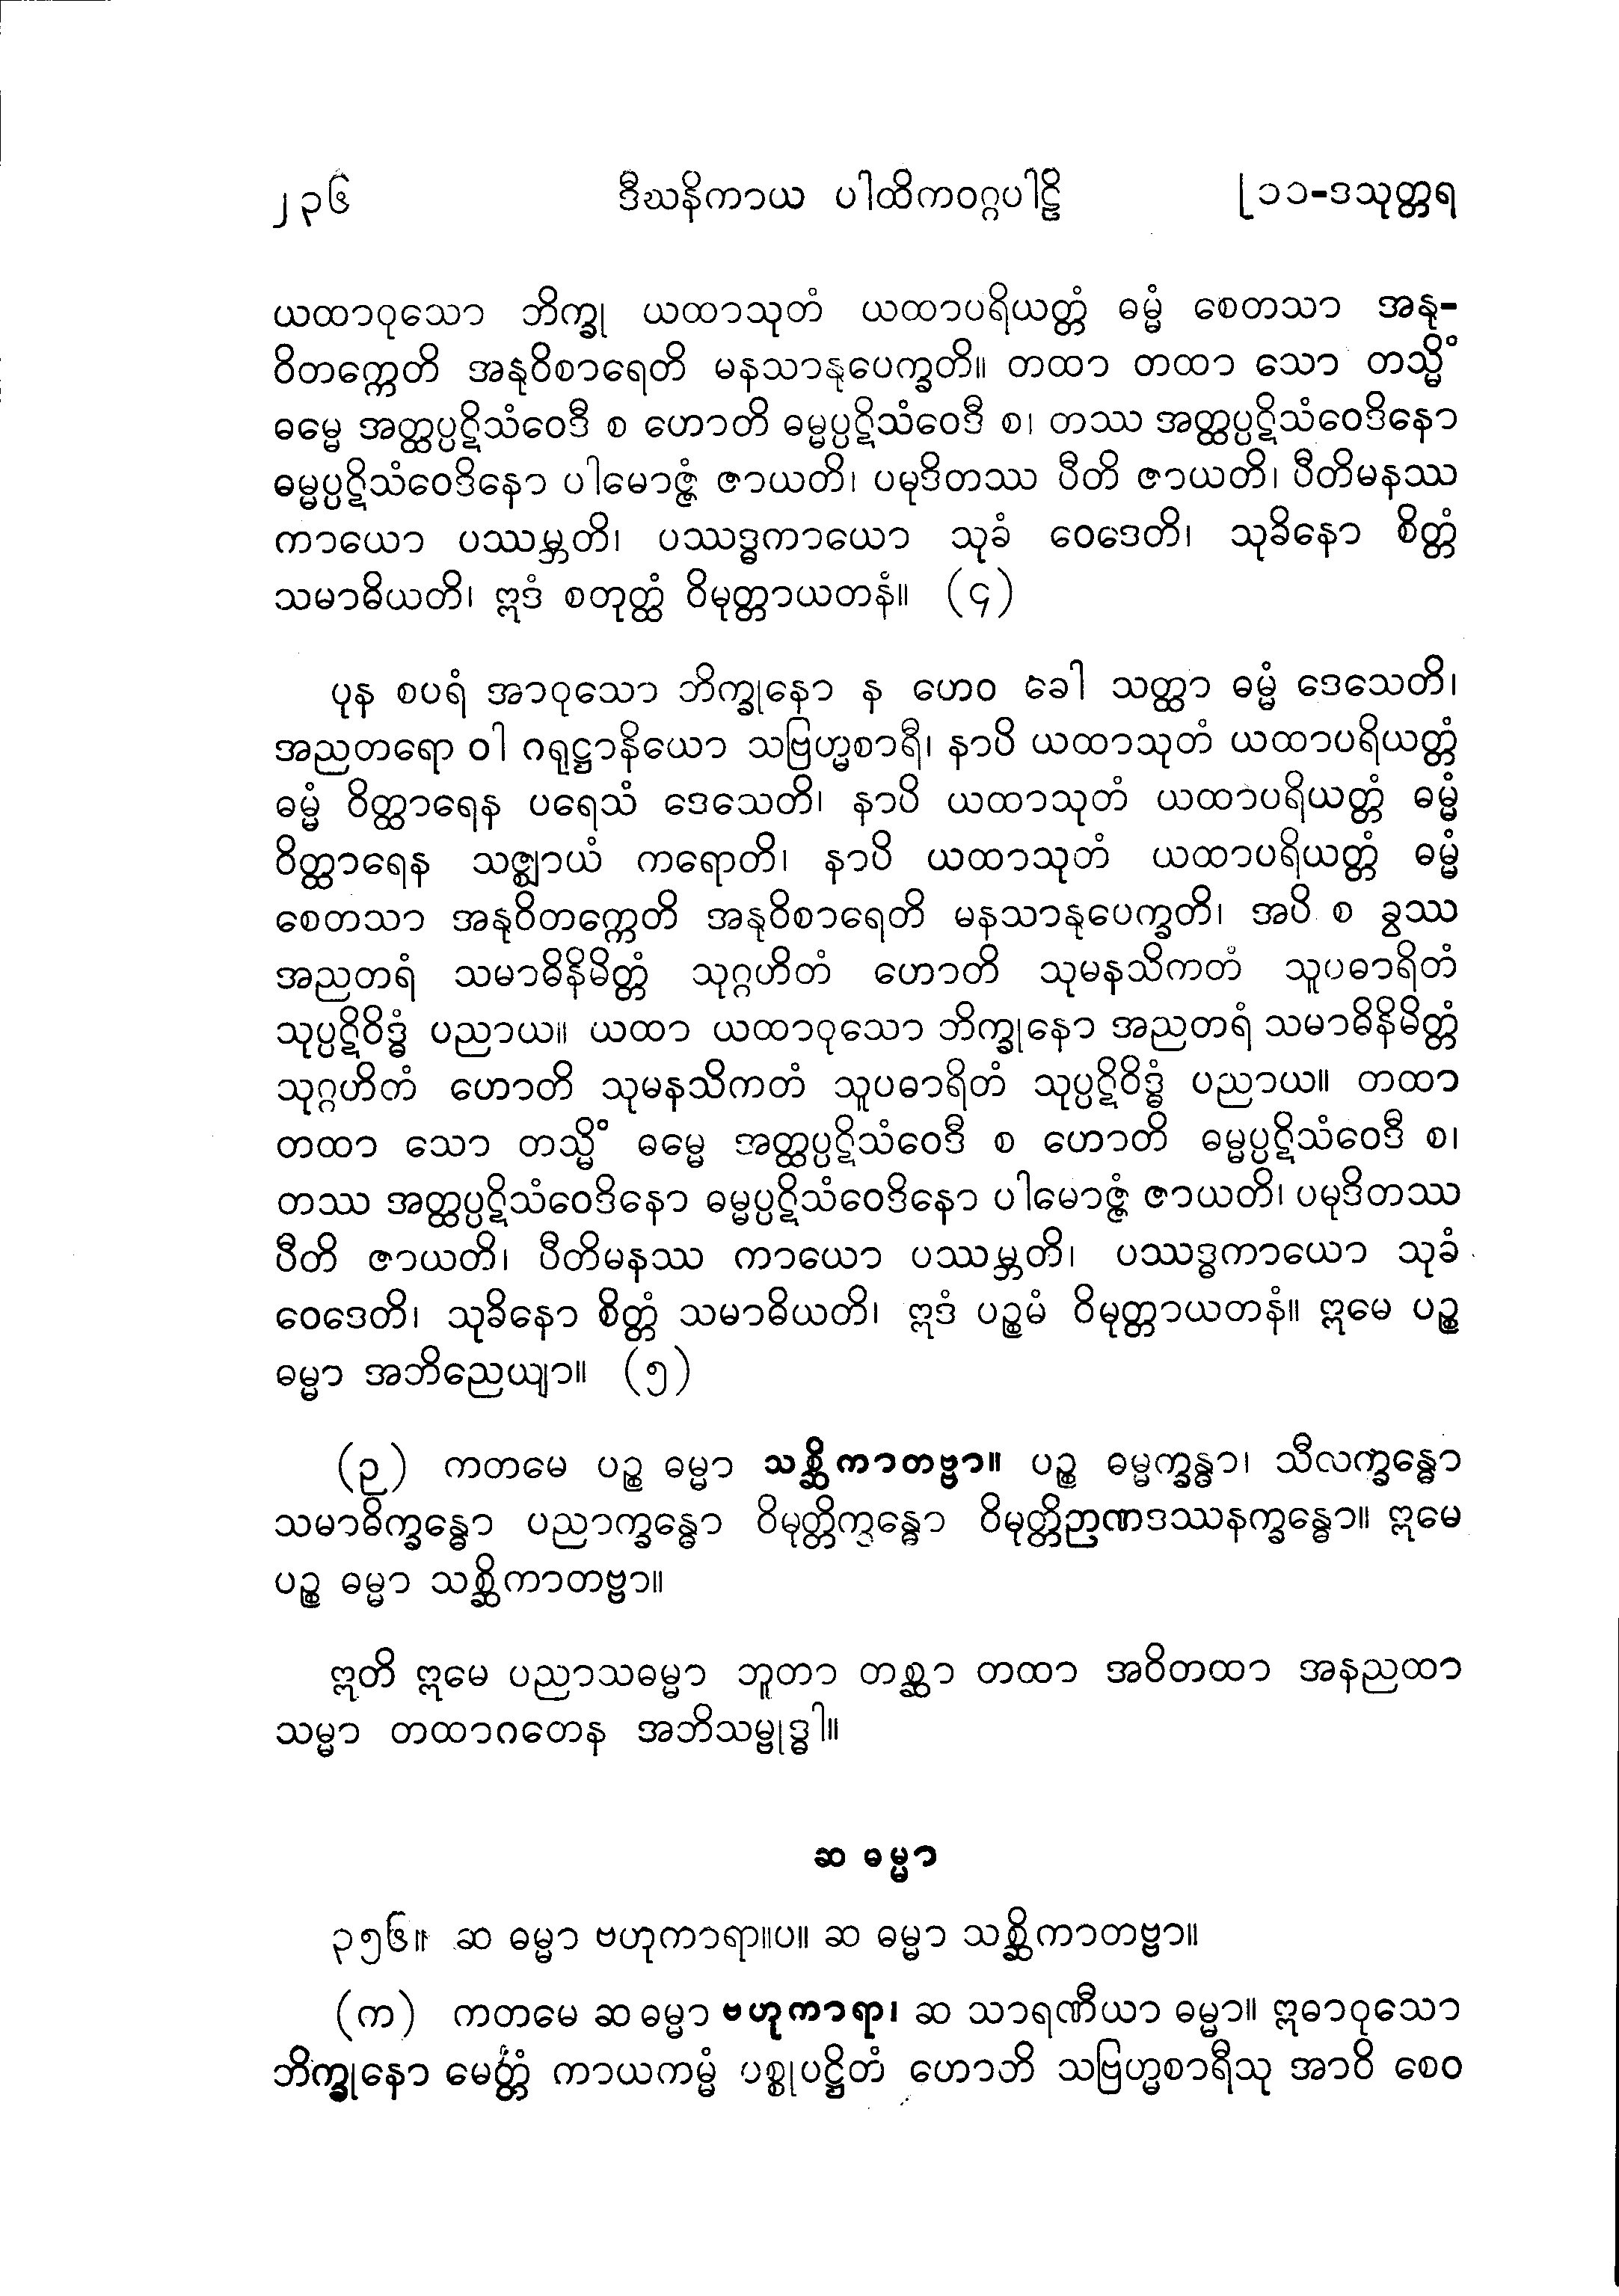 ၂၃၆ ဒီဃနိကာယ ပါထိကဝဂ္ဂပါဠိ [၁၁-ဒသုတ္တရ
ယထာဝုသော ဘိက္ခု ယထာသုတံ ယထာပရိယတ္တံ ဓမ္မံ စေတသာ အနု-
ဝိတက္ကေတိ အနုဝိစာရေတိ မနသာနုပေက္ခတိ။ တထာ တထာ သော တသ္မိံ
ဓမ္မေ အတ္ထပ္ပဋိသံဝေဒီ စ ဟောတိ ဓမ္မပ္ပဋိသံဝေဒီ စ၊ တဿ အတ္ထပ္ပဋိသံဝေဒိနော
ဓမ္မပ္ပဋိသံဝေဒိနော ပါမောဇ္ဇံ ဇာယတိ၊ ပမုဒိတဿ ပီတိ ဇာယတိ၊ ပီတိမနဿ
ကာယော ပဿမ္ဘတိ၊ ပဿဒ္ဓကာယော သုခံ ဝေဒေတိ၊ သုခိနော စိတ္တံ
သမာဓိယတိ၊ ဣဒံ စတုတ္ထံ ဝိမုတ္တာယတနံ။ (၄)
ပုန စပရံ အာဝုသော ဘိက္ခုနော န ဟေဝ ခေါ သတ္ထာ ဓမ္မံ ဒေသေတိ၊
အညတရော ဝါ ဂရုဋ္ဌာနိယော သဗြဟ္မစာရီ၊ နာပိ ယထာသုတံ ယထာပရိယတ္တံ
ဓမ္မံ ဝိတ္ထာရေန ပရေသံ ဒေသေတိ၊ နာပိ ယထာသုတံ ယထာပရိယတ္တံ ဓမ္မံ
ဝိတ္ထာရေန သဇ္ဈာယံ ကရောတိ၊ နာပိ ယထာသုတံ ယထာပရိယတ္တံ ဓမ္မံ
စေတသာ အနုဝိတက္ကေတိ အနုဝိစာရေတိ မနသာနုပေက္ခတိ၊ အပိ စ ခွဿ
အညတရံ သမာဓိနိမိတ္တံ သုဂ္ဂဟိတံ ဟောတိ သုမနသိကတံ သူပဓာရိတံ
သုပ္ပဋိဝိဒ္ဓံ ပညာယ။ ယထာ ယထာဝုသော ဘိက္ခုနော အညတရံ သမာဓိနိမိတ္တံ
သုဂ္ဂဟိတံ ဟောတိ သုမနသိကတံ သူပဓာရိတံ သုပ္ပဋိဝိဒ္ဓံ ပညာယ။ တထာ
တထာ သော တသ္မိံ ဓမ္မေ အတ္ထပ္ပဋိသံဝေဒီ စ ဟောတိ ဓမ္မပ္ပဋိသံဝေဒီ စ၊
တဿ အတ္ထပ္ပဋိသံဝေဒိနော ဓမ္မပ္ပဋိသံဝေဒိနော ပါမောဇ္ဇံ ဇာယတိ၊ ပမုဒိတဿ
ပီတိ ဇာယတိ၊ ပီတိမနဿ ကာယော ပဿမ္ဘတိ၊ ပဿဒ္ဓကာယော သုခံ
ဝေဒေတိ၊ သုခိနော စိတ္တံ သမာဓိယတိ၊ ဣဒံ ပဉ္စမံ ဝိမုတ္တာယတနံ။ ဣမေ ပဉ္စ
ဓမ္မာ အဘိညေယျာ။ (၅)
(ဉ) ကတမေ ပဉ္စ ဓမ္မာ သစ္ဆိကာတဗ္ဗာ။ ပဉ္စ ဓမ္မက္ခန္ဓာ၊ သီလက္ခန္ဓော
သမာဓိက္ခန္ဓော ပညာက္ခန္ဓော ဝိမုတ္တိက္ခန္ဓော ဝိမုတ္တိဉာဏဒဿနက္ခန္ဓော။ ဣမေ
ပဉ္စ ဓမ္မာ သစ္ဆိကာတဗ္ဗာ။
ဣတိ ဣမေ ပညာသဓမ္မာ ဘူတာ တစ္ဆာ တထာ အဝိတထာ အနညထာ
သမ္မာ တထာဂတေန အဘိသမ္ဗုဒ္ဓါ။
ဆ ဓမ္မာ
၃၅၆။ ဆ ဓမ္မာ ဗဟုကာရာ။ပ။ ဆ ဓမ္မာ သစ္ဆိကာတဗ္ဗာ။
(က) ကတမေ ဆ ဓမ္မာ ဗဟုကာရာ၊ ဆ သာရဏီယာ ဓမ္မာ။ ဣဓာဝုသော
ဘိက္ခုနော မေတ္တံ ကာယကမ္မံ ပစ္စုပဋ္ဌိတံ ဟောတိ သဗြဟ္မစာရီသု အာဝိ စေဝ